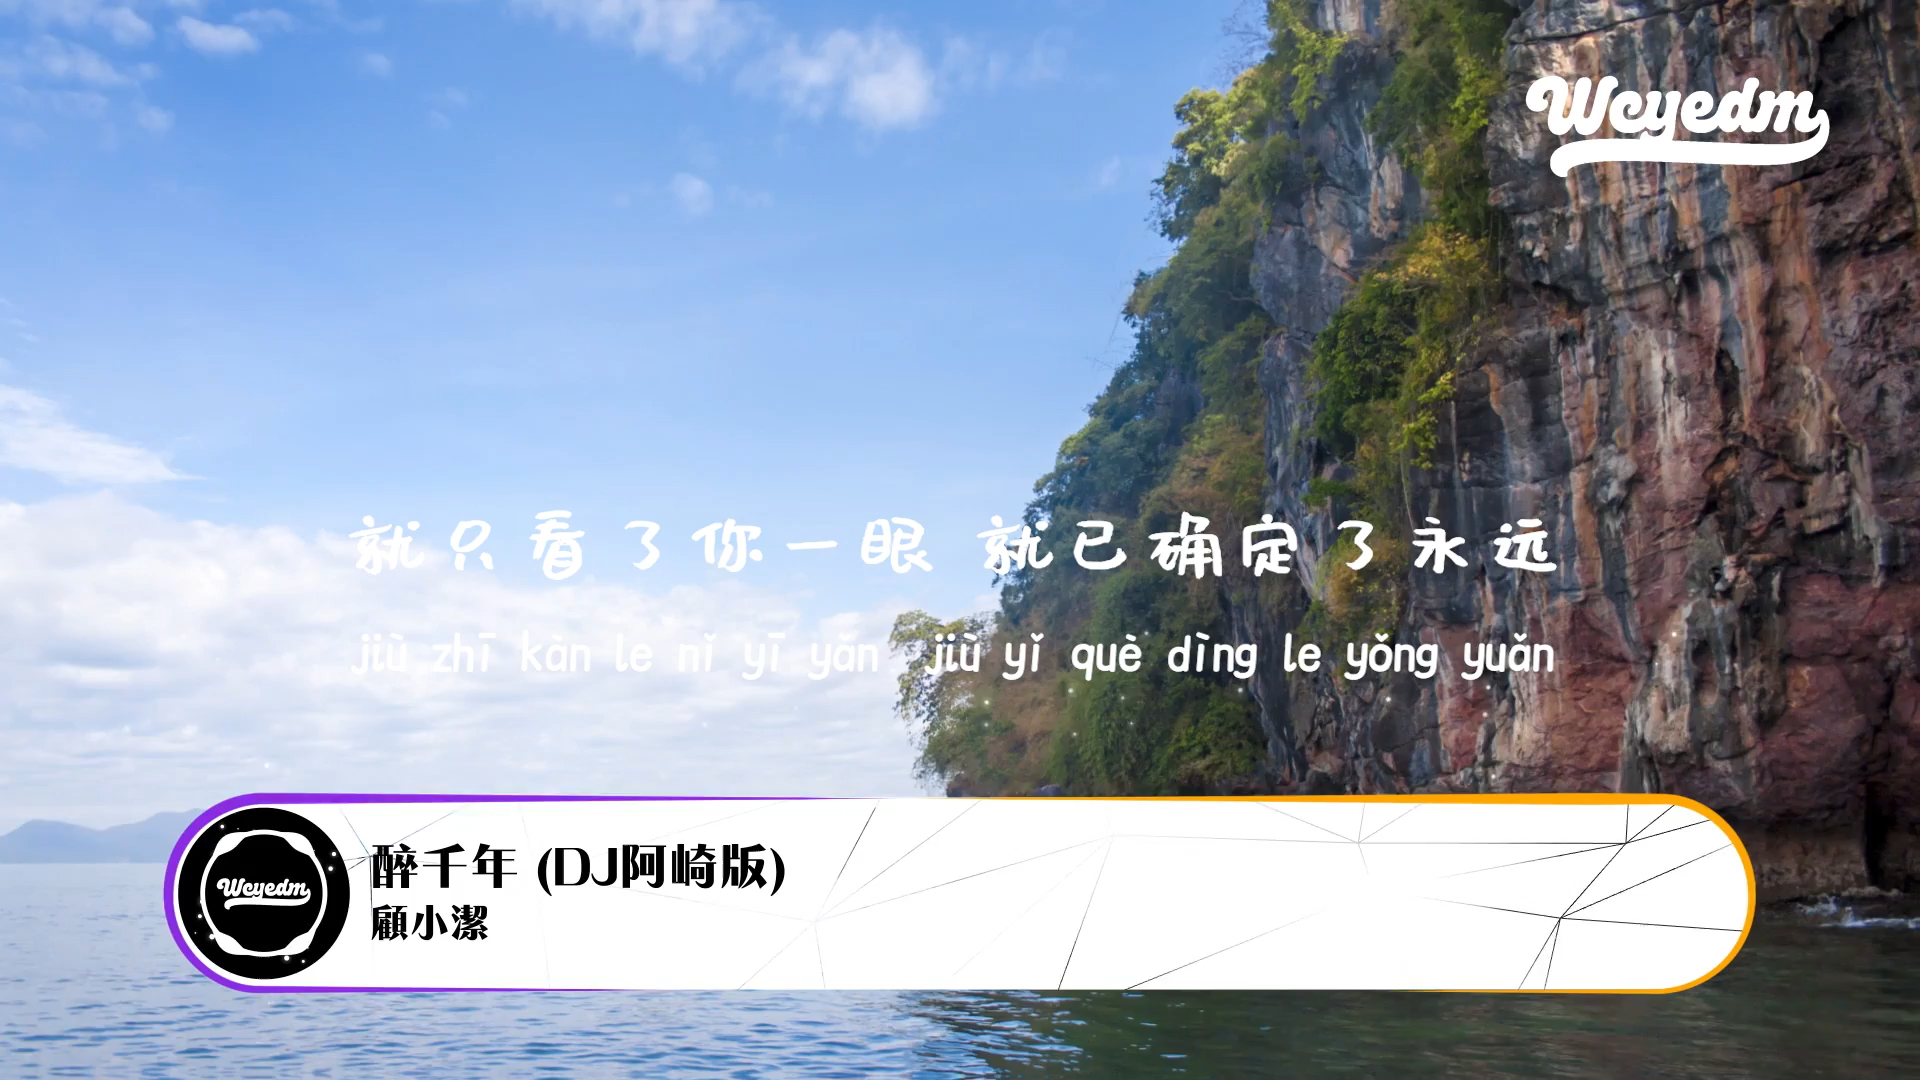 Wcyedm
就只看了你一眼 就已确定了永远
jiù zhī kàn le nǐ yī yǎn jiù yǐ què dìng le yǒng yuǎn
Wcyedm
醉千年 (DJ阿崎版)
顧小潔